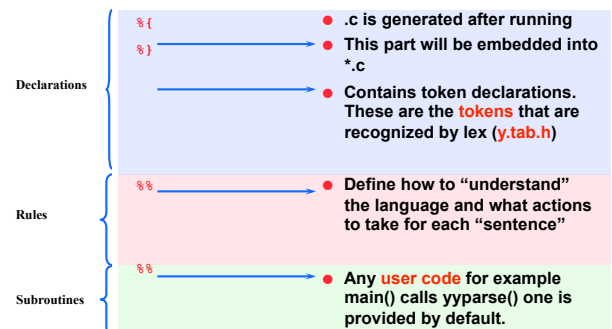 %{
● .c is generated after running
%}
● This part will be embedded into
*.c
Declarations
● Contains token declarations.
These are the tokens that are
recognized by lex (y.tab.h)
%%
● Define how to “understand”
the language and what actions
to take for each “sentence”
Rules
%%
● Any user code for example
main() calls yyparse() one is
provided by default.
Subroutines